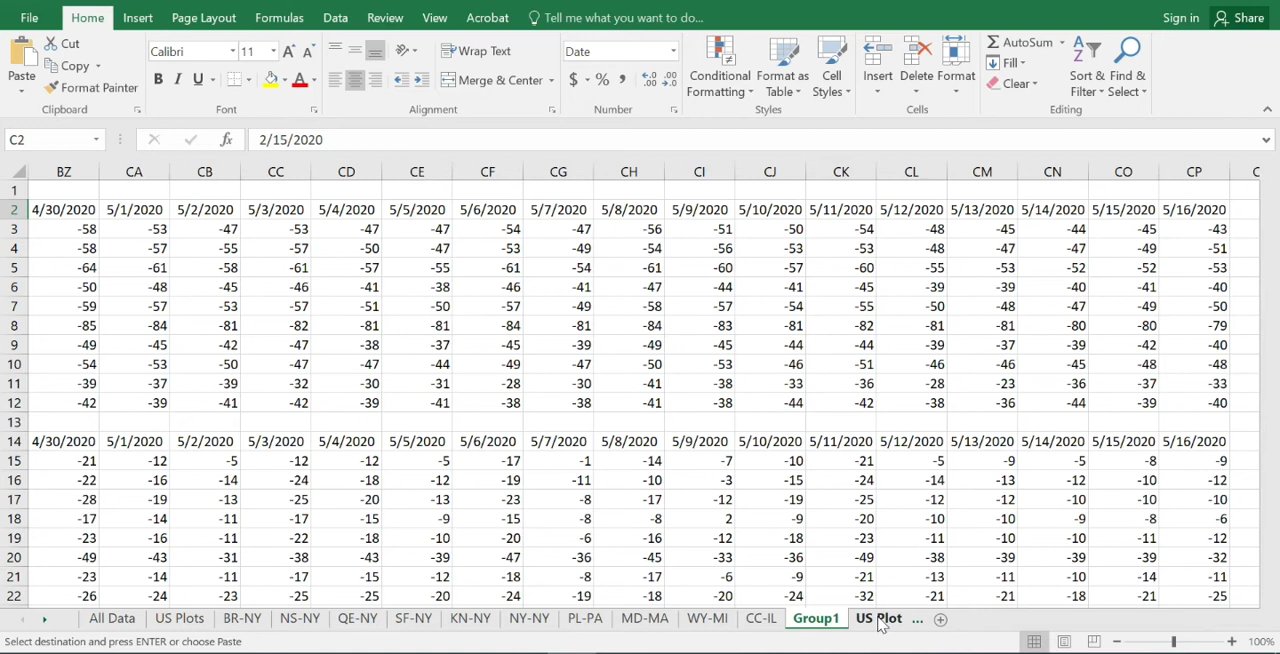 File Home Insert Page Layout Formulas Data Review View Acrobat Tell me what you want to do... Sign in Share
Paste Cut Copy Format Painter
Calibri 11 B I U A A A
Wrap Text Merge & Center
Date $ % , .0 .00 .00 .0
Conditional Formatting Format as Table Cell Styles Insert Delete Format
AutoSum Fill Clear Sort & Filter Find & Select
Clipboard Font Alignment Number Styles Cells Editing
C2 fx 2/15/2020
BZ CA CB CC CD CE CF CG CH CI CJ CK CL CM CN CO CP C
1
2 4/30/2020 5/1/2020 5/2/2020 5/3/2020 5/4/2020 5/5/2020 5/6/2020 5/7/2020 5/8/2020 5/9/2020 5/10/2020 5/11/2020 5/12/2020 5/13/2020 5/14/2020 5/15/2020 5/16/2020
3 -58 -53 -47 -53 -47 -47 -54 -47 -56 -51 -50 -54 -48 -45 -44 -45 -43
4 -58 -57 -55 -57 -50 -47 -53 -49 -54 -56 -53 -53 -49 -47 -47 -49 -51
5 -64 -61 -58 -61 -57 -55 -61 -54 -61 -60 -57 -60 -55 -53 -52 -52 -53
6 -50 -48 -45 -46 -41 -38 -46 -41 -47 -44 -41 -45 -39 -39 -40 -41 -40
7 -59 -57 -53 -57 -51 -50 -57 -49 -58 -57 -54 -55 -50 -48 -47 -49 -50
8 -85 -84 -81 -82 -81 -81 -84 -81 -84 -83 -81 -82 -81 -81 -80 -80 -79
9 -49 -45 -42 -47 -38 -37 -45 -39 -49 -45 -40 -44 -39 -37 -39 -42 -40
10 -54 -53 -50 -47 -47 -44 -49 -47 -50 -53 -46 -51 -46 -46 -45 -48 -48
11 -39 -37 -39 -32 -30 -31 -28 -30 -41 -38 -33 -36 -28 -23 -36 -37 -33
12 -42 -39 -41 -42 -39 -41 -38 -38 -41 -38 -44 -42 -38 -36 -44 -39 -40
13
14 4/30/2020 5/1/2020 5/2/2020 5/3/2020 5/4/2020 5/5/2020 5/6/2020 5/7/2020 5/8/2020 5/9/2020 5/10/2020 5/11/2020 5/12/2020 5/13/2020 5/14/2020 5/15/2020 5/16/2020
15 -21 -12 -5 -12 -12 -5 -17 -1 -14 -7 -10 -21 -5 -9 -5 -8 -9
16 -22 -16 -14 -24 -18 -12 -19 -11 -10 -3 -15 -24 -14 -13 -12 -10 -12
17 -28 -19 -13 -25 -20 -13 -23 -8 -17 -12 -19 -25 -12 -12 -10 -10 -10
18 -17 -14 -11 -17 -15 -9 -15 -8 -8 2 -9 -20 -10 -10 -9 -8 -6
19 -23 -16 -11 -22 -18 -10 -20 -6 -16 -12 -18 -23 -11 -10 -10 -11 -12
20 -49 -43 -31 -38 -43 -39 -47 -36 -45 -33 -36 -49 -38 -39 -39 -39 -32
21 -23 -14 -11 -17 -15 -12 -18 -8 -17 -6 -9 -21 -13 -11 -10 -14 -11
22 -26 -24 -23 -25 -20 -20 -24 -19 -18 -20 -24 -32 -21 -18 -21 -21 -25
All Data US Plots BR-NY NS-NY QE-NY SF-NY KN-NY NY-NY PL-PA MD-MA WY-MI CC-IL Group1 US Plot ...
Select destination and press ENTER or choose Paste 100%